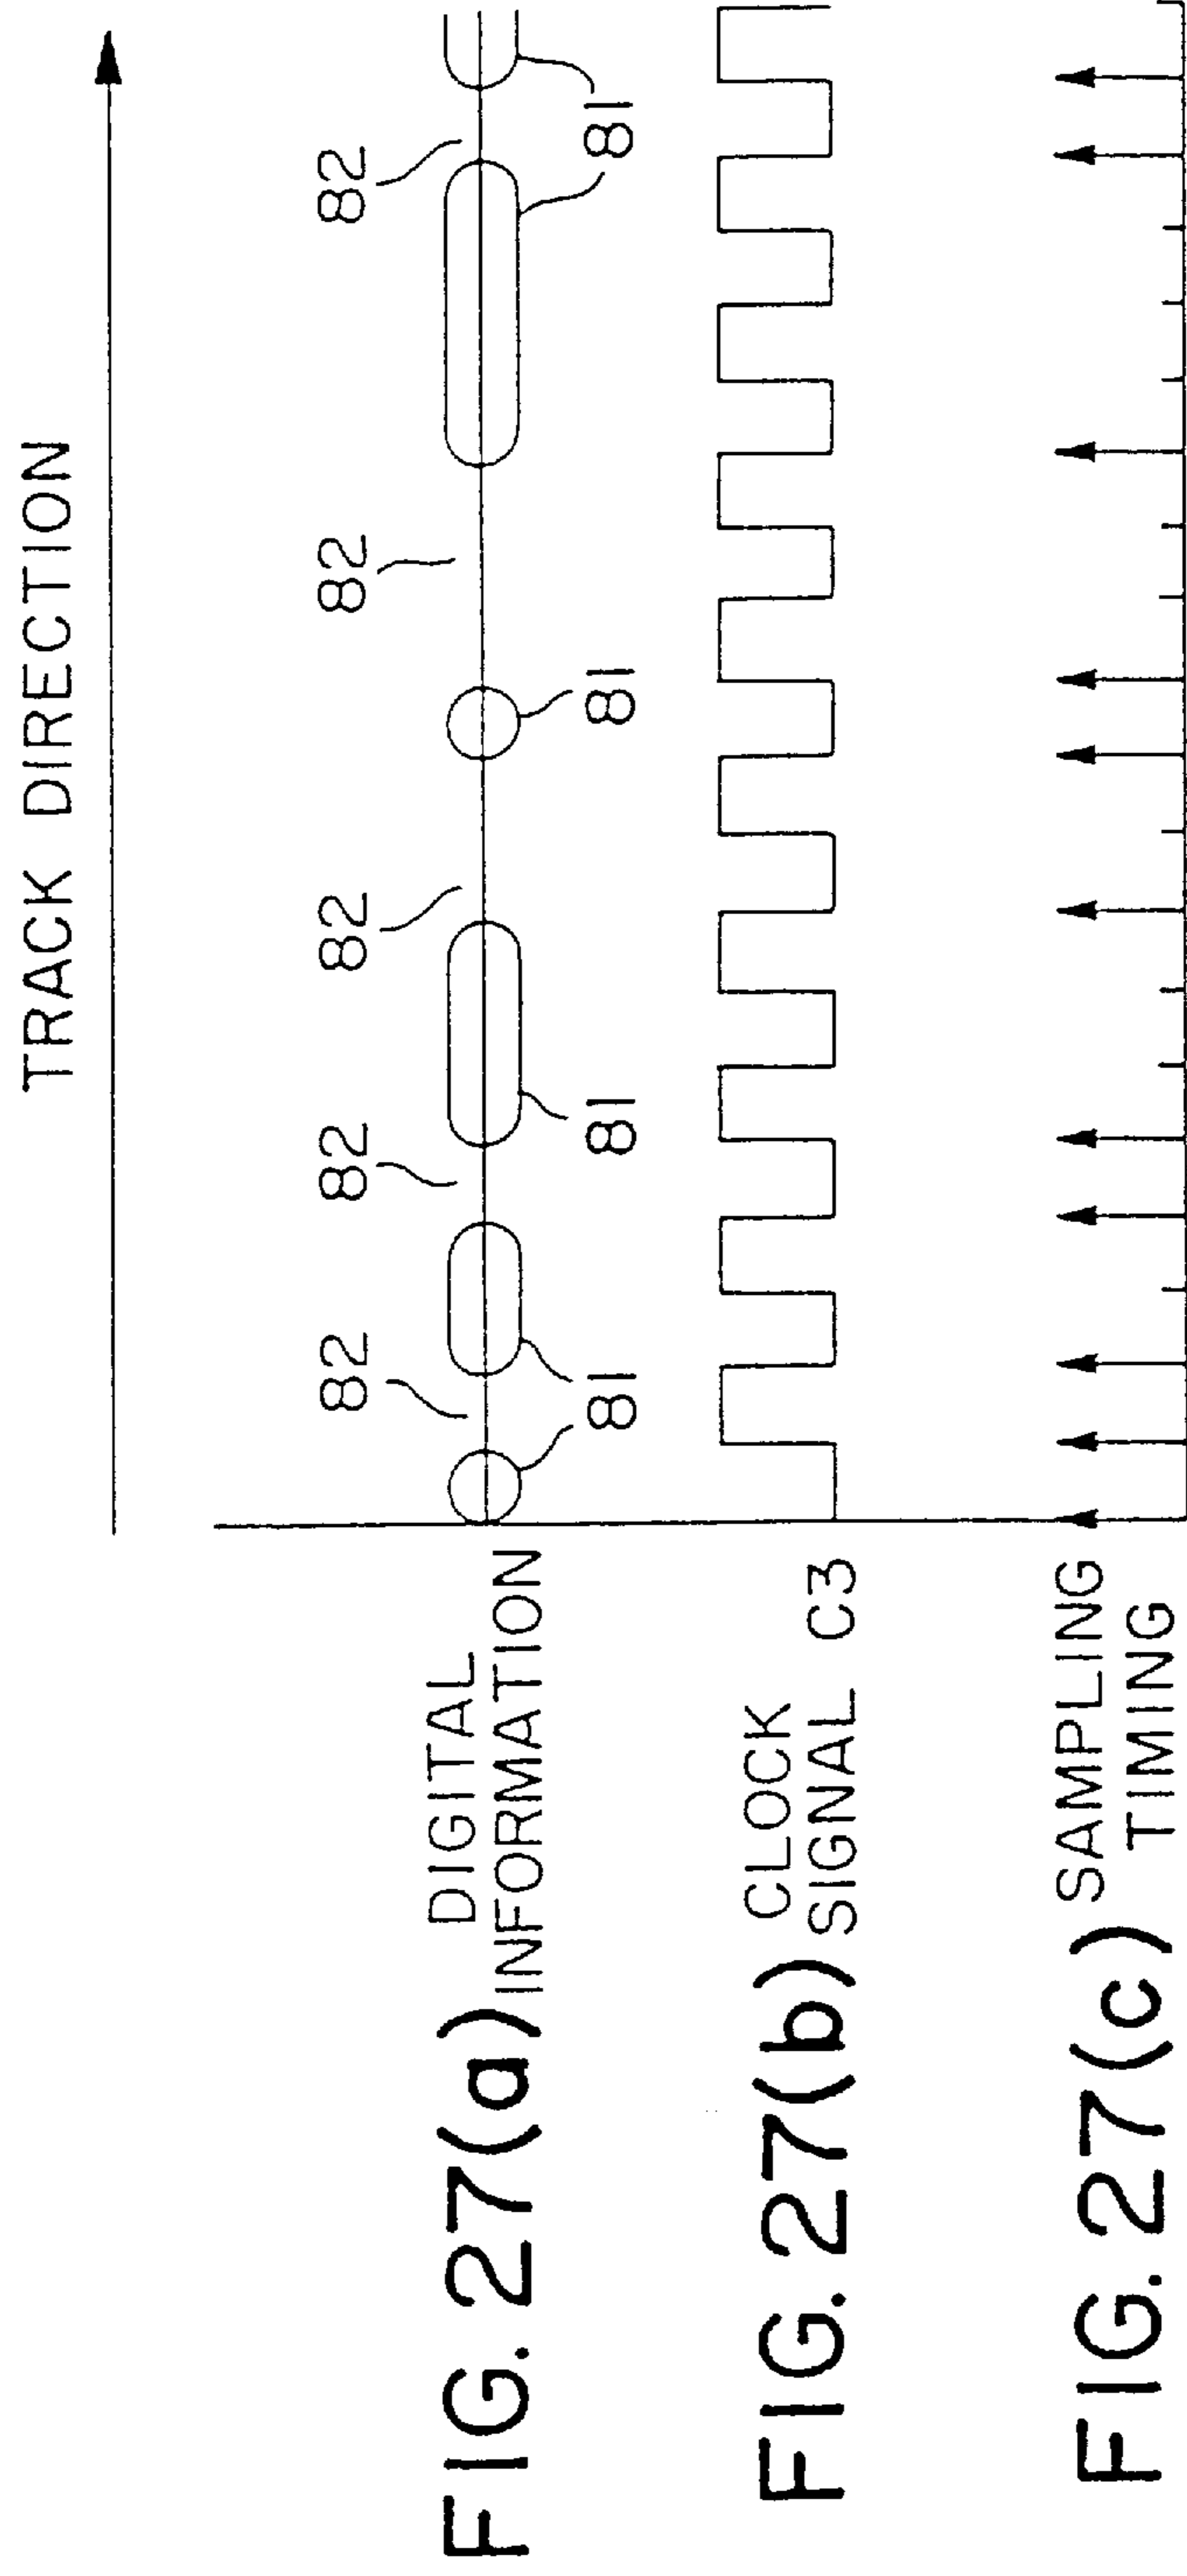 TRACK DIRECTION
82
82
82
82
82
81
81
81
81
FIG. 27(a) DIGITAL
INFORMATION
FIG. 27(b) CLOCK
SIGNAL C3
FIG. 27(c) SAMPLING
TIMING